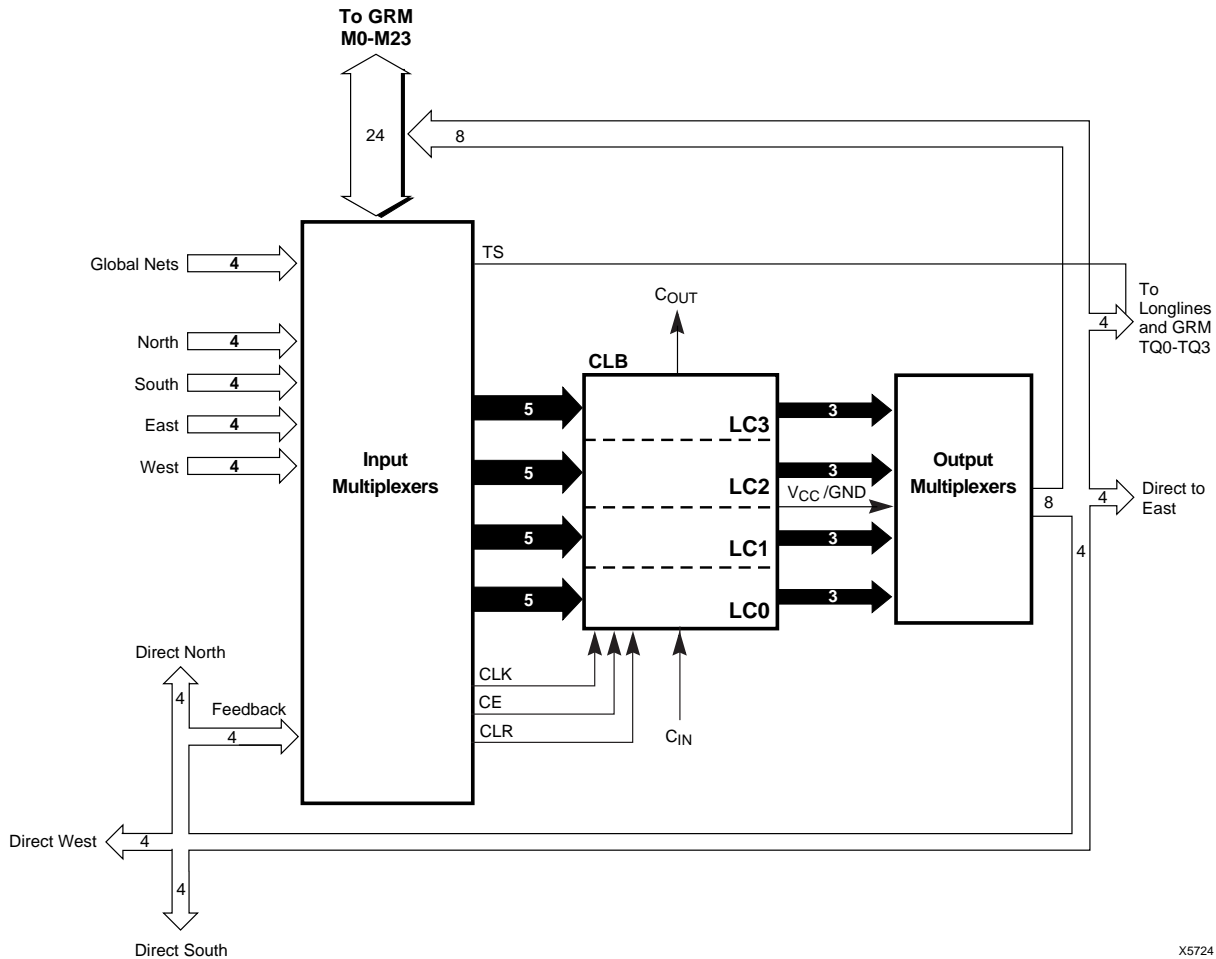 To GRM
M0-M23
24
8
Global Nets
4
TS
North
4
South
4
East
4
West
4
Input
Multiplexers
COUT
CLB
5
5
5
5
LC3
LC2
LC1
LC0
3
3
VCC /GND
3
3
Output
Multiplexers
To
Longlines
and GRM
TQ0-TQ3
4
Direct to
East
4
8
4
CLK
CE
CLR
CIN
Direct North
4
Feedback
4
Direct West
4
4
Direct South
X5724